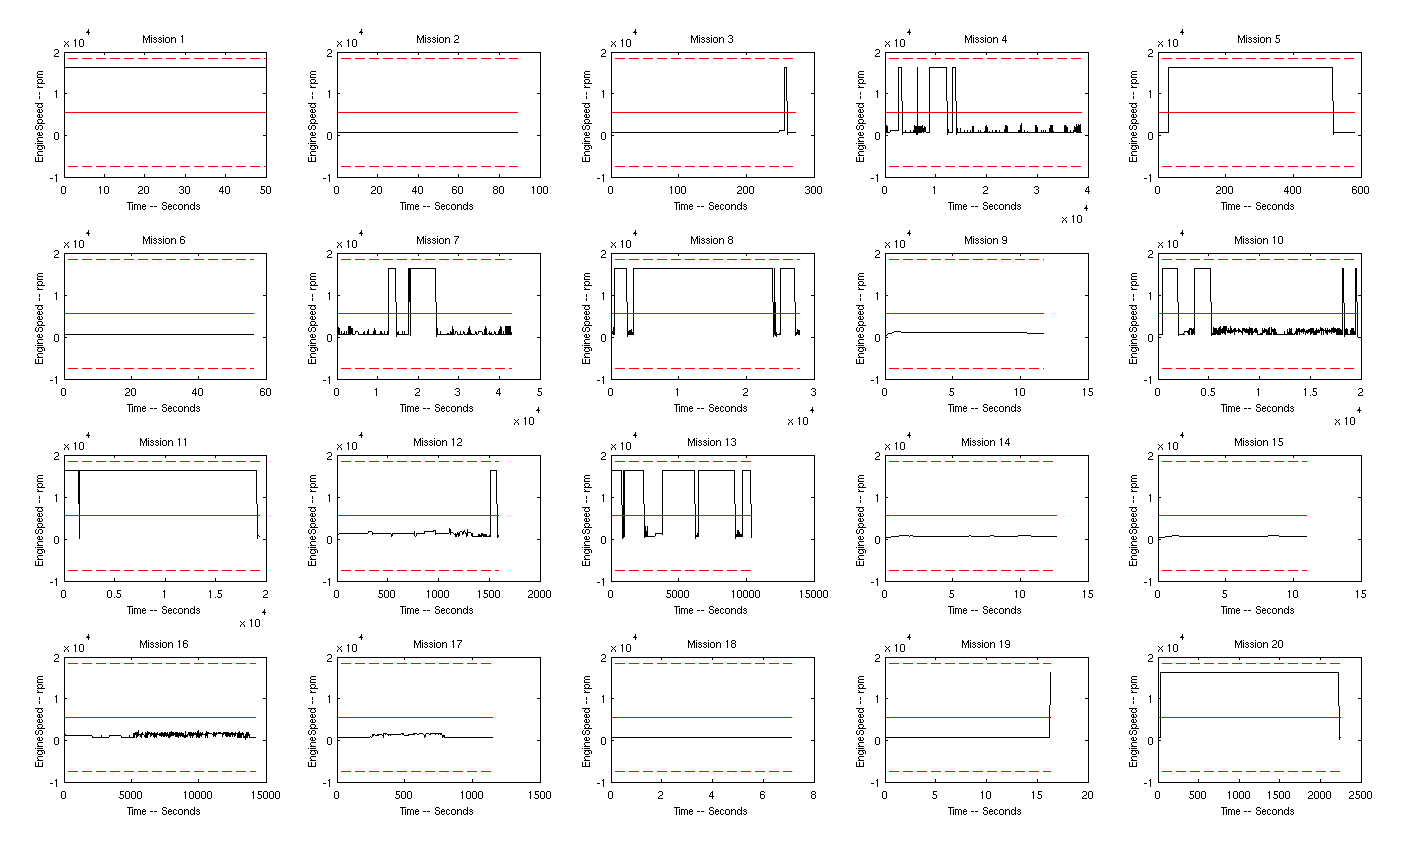 x 10 4 Mission 1
x 10 4 Mission 2
x 10 4 Mission 3
x 10 4 Mission 4
x 10 4 Mission 5
EngineSpeed -- rpm
2
1
0
-1
0 10 20 30 40 50
Time -- Seconds
EngineSpeed -- rpm
2
1
0
-1
0 20 40 60 80 100
Time -- Seconds
EngineSpeed -- rpm
2
1
0
-1
0 100 200 300
Time -- Seconds
EngineSpeed -- rpm
2
1
0
-1
0 1 2 3 4
Time -- Seconds
x 10 4
EngineSpeed -- rpm
2
1
0
-1
0 200 400 600
Time -- Seconds
x 10 4 Mission 6
x 10 4 Mission 7
x 10 4 Mission 8
x 10 4 Mission 9
x 10 4 Mission 10
EngineSpeed -- rpm
2
1
0
-1
0 20 40 60
Time -- Seconds
EngineSpeed -- rpm
2
1
0
-1
0 1 2 3 4 5
Time -- Seconds
x 10 4
EngineSpeed -- rpm
2
1
0
-1
0 1 2 3
Time -- Seconds
x 10 4
EngineSpeed -- rpm
2
1
0
-1
0 5 10 15
Time -- Seconds
EngineSpeed -- rpm
2
1
0
-1
0 0.5 1 1.5 2
Time -- Seconds
x 10 4
x 10 4 Mission 11
x 10 4 Mission 12
x 10 4 Mission 13
x 10 4 Mission 14
x 10 4 Mission 15
EngineSpeed -- rpm
2
1
0
-1
0 0.5 1 1.5 2
Time -- Seconds
x 10 4
EngineSpeed -- rpm
2
1
0
-1
0 500 1000 1500 2000
Time -- Seconds
EngineSpeed -- rpm
2
1
0
-1
0 5000 10000 15000
Time -- Seconds
EngineSpeed -- rpm
2
1
0
-1
0 5 10 15
Time -- Seconds
EngineSpeed -- rpm
2
1
0
-1
0 5 10 15
Time -- Seconds
x 10 4 Mission 16
x 10 4 Mission 17
x 10 4 Mission 18
x 10 4 Mission 19
x 10 4 Mission 20
EngineSpeed -- rpm
2
1
0
-1
0 5000 10000 15000
Time -- Seconds
EngineSpeed -- rpm
2
1
0
-1
0 500 1000 1500
Time -- Seconds
EngineSpeed -- rpm
2
1
0
-1
0 2 4 6 8
Time -- Seconds
EngineSpeed -- rpm
2
1
0
-1
0 5 10 15 20
Time -- Seconds
EngineSpeed -- rpm
2
1
0
-1
0 500 1000 1500 2000 2500
Time -- Seconds